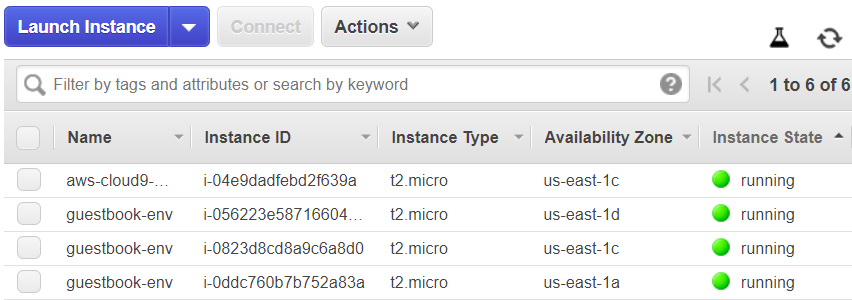 Launch Instance Connect Actions
Filter by tags and attributes or search by keyword ? 1 to 6 of 6
Name Instance ID Instance Type Availability Zone Instance State
aws-cloud9-... i-04e9dadfebd2f639a t2.micro us-east-1c running
guestbook-env i-056223e58716604... t2.micro us-east-1d running
guestbook-env i-0823d8cd8a9c6a8d0 t2.micro us-east-1c running
guestbook-env i-0ddc760b7b752a83a t2.micro us-east-1a running